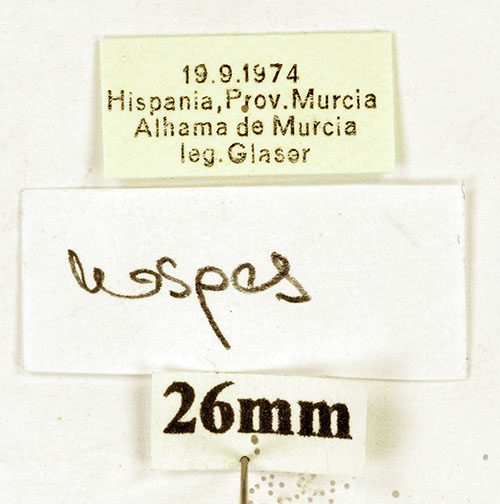 19.9.1974
Hispania, Prov. Murcia
Alhama de Murcia
leg. Glaser
hospes
26mm